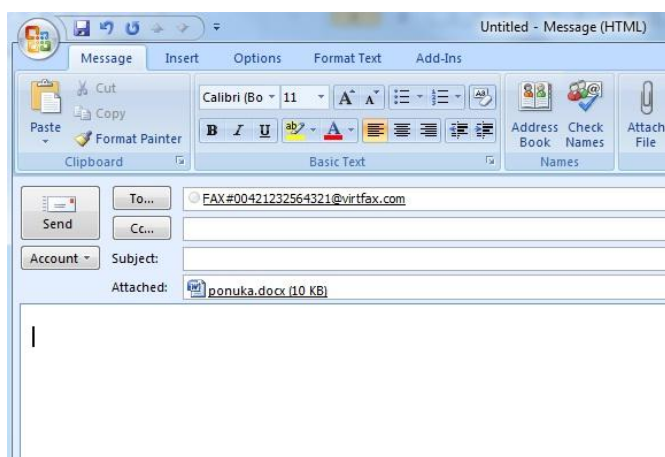 Untitled - Message (HTML)
Message Insert Options Format Text Add-Ins
Paste
Cut
Copy
Format Painter
Clipboard
Calibri (Bo 11 A A
B I U ab A
Basic Text
Address Book
Check Names
Names
Attach File
Send
To... FAX#00421232564321@virtfax.com
Cc...
Account Subject:
Attached: ponuka.docx (10 KB)